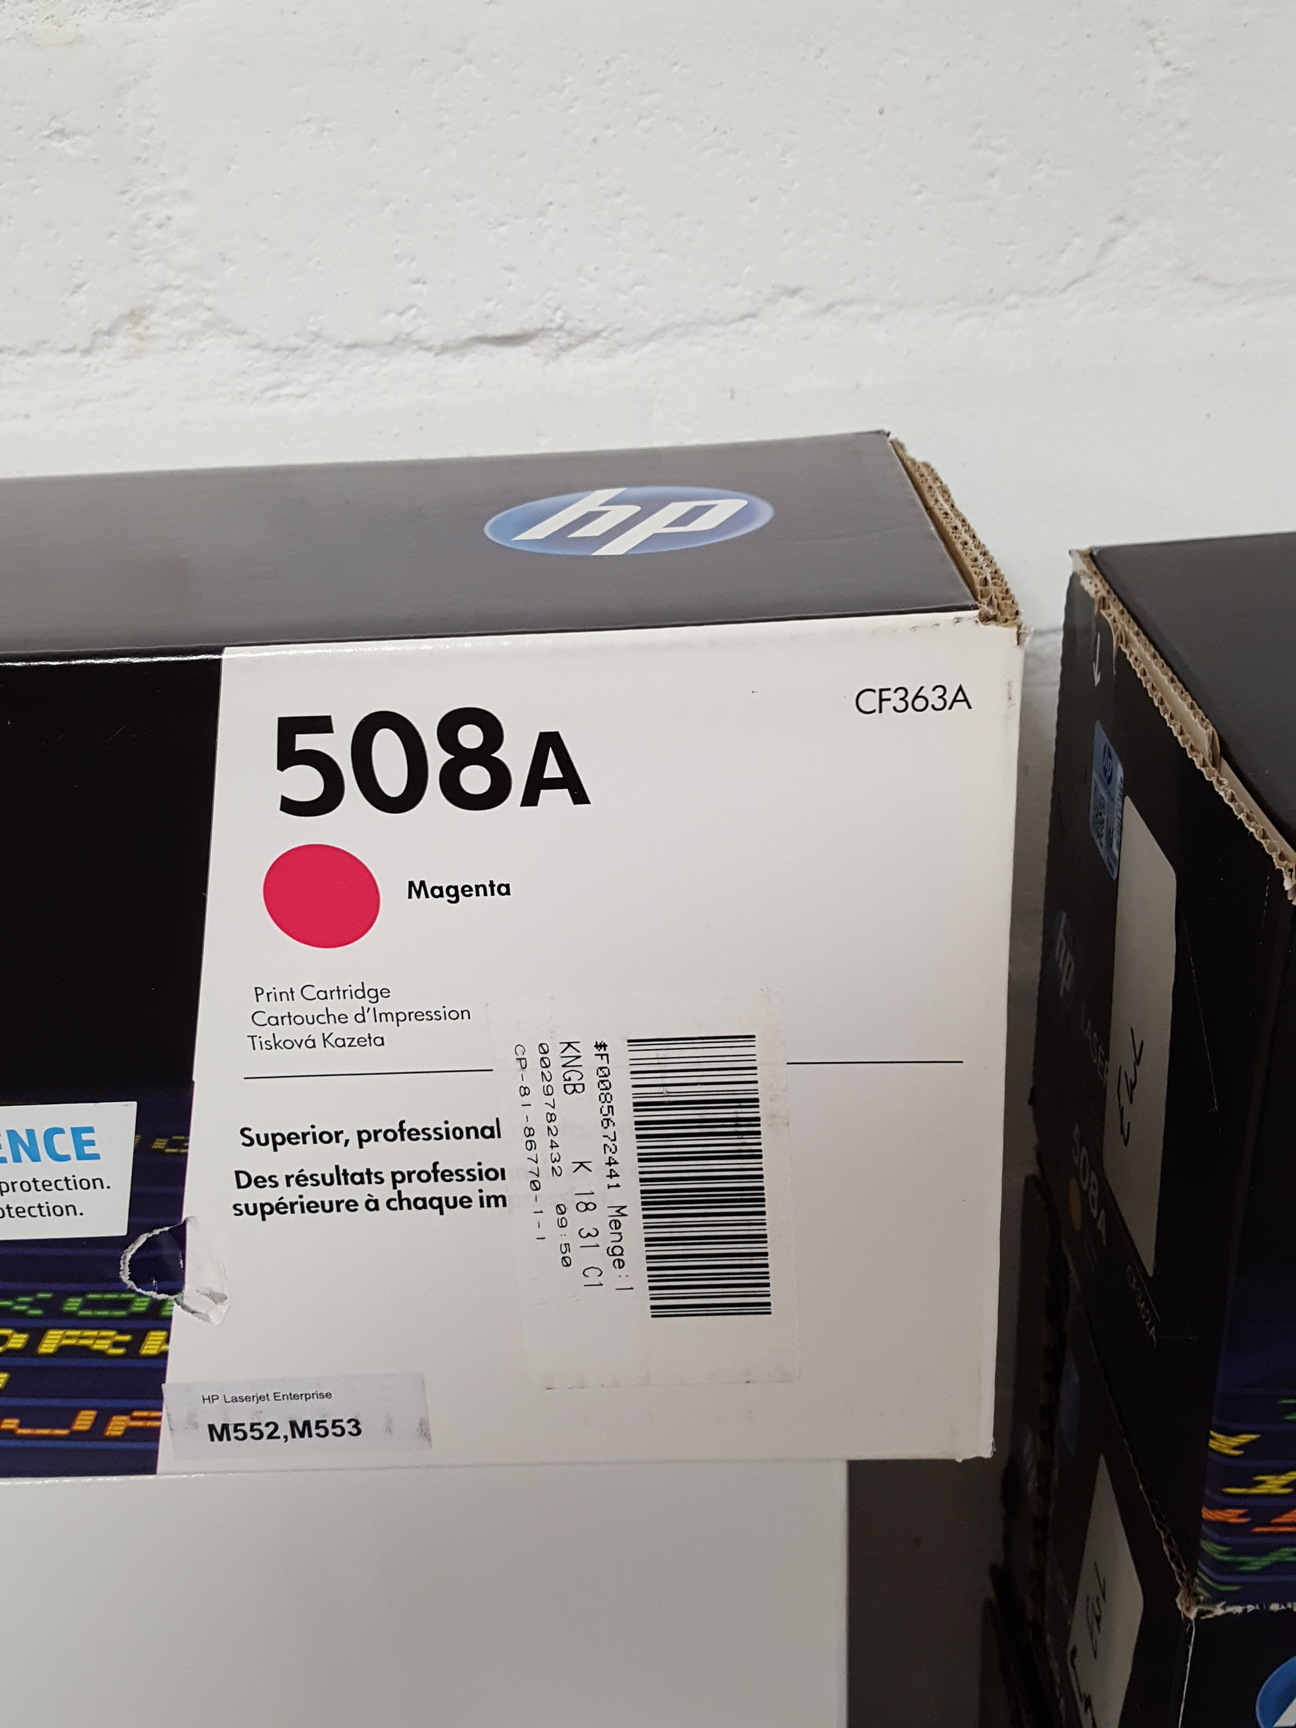 hp
CF363A
508A
Magenta
Print Cartridge
Cartouche d'Impression
Tisková Kazeta
Superior, professional
Des résultats professio
supérieure à chaque im
$F0085672441 Menge:1
KNGB K 18 31 C1
0029782432 09:50
CP-81-86770-1-1
ENCE
protection.
otection.
HP Laserjet Enterprise
M552,M553
hp
508A
CF362A